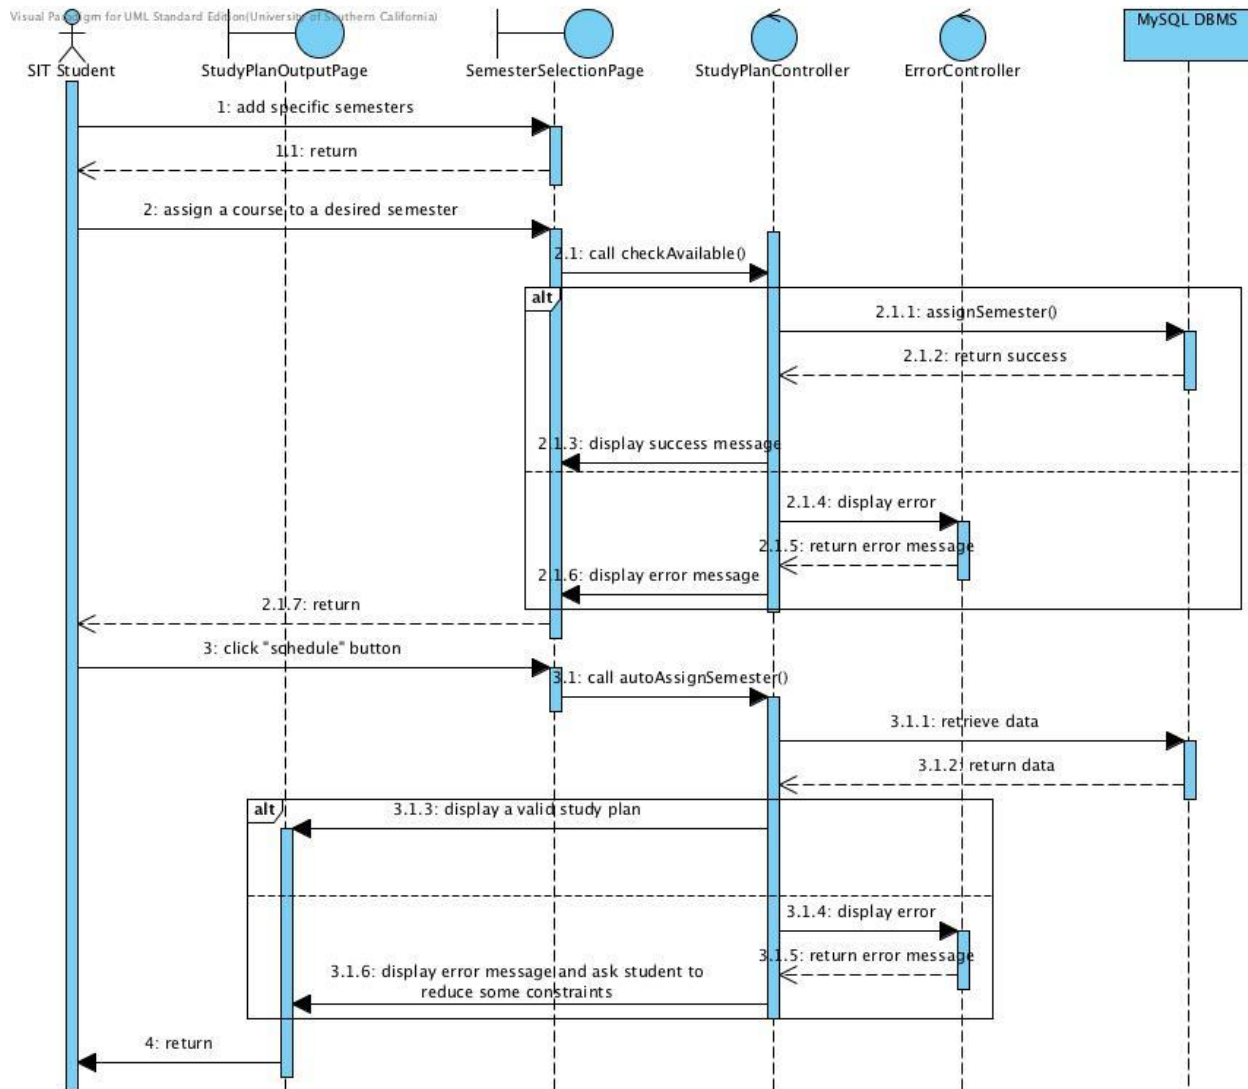 Visual Paradigm for UML Standard Edition(University of Southern California)
MySQL DBMS
SIT Student
StudyPlanOutputPage
SemesterSelectionPage
StudyPlanController
ErrorController
1: add specific semesters
1.1: return
2: assign a course to a desired semester
2.1: call checkAvailable()
alt
2.1.1: assignSemester()
2.1.2: return success
2.1.3: display success message
2.1.4: display error
2.1.5: return error message
2.1.6: display error message
2.1.7: return
3: click "schedule" button
3.1: call autoAssignSemester()
3.1.1: retrieve data
3.1.2: return data
alt
3.1.3: display a valid study plan
3.1.4: display error
3.1.5: return error message
3.1.6: display error message and ask student to
reduce some constraints
4: return